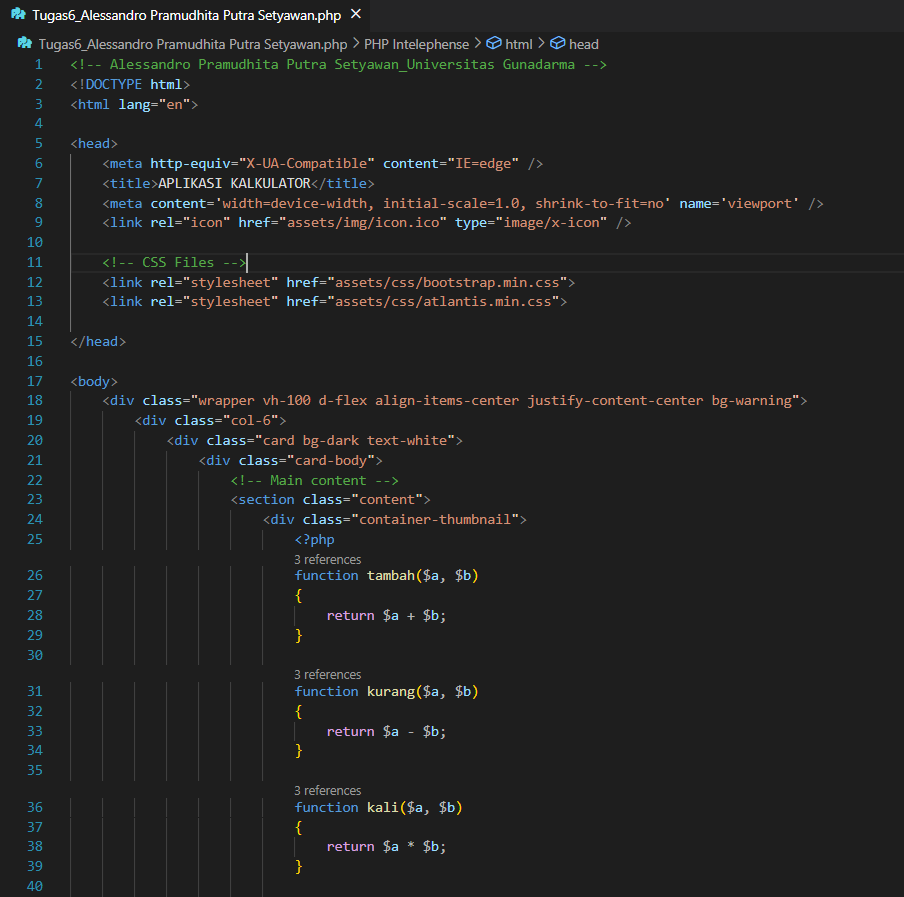 Tugas6_Alessandro Pramudhita Putra Setyawan.php ×
Tugas6_Alessandro Pramudhita Putra Setyawan.php > PHP Intelephense > html > head
1 <!-- Alessandro Pramudhita Putra Setyawan_Universitas Gunadarma -->
2 <!DOCTYPE html>
3 <html lang="en">
4
5 <head>
6 <meta http-equiv="X-UA-Compatible" content="IE=edge" />
7 <title>APLIKASI KALKULATOR</title>
8 <meta content='width=device-width, initial-scale=1.0, shrink-to-fit=no' name='viewport' />
9 <link rel="icon" href="assets/img/icon.ico" type="image/x-icon" />
10
11 <!-- CSS Files -->
12 <link rel="stylesheet" href="assets/css/bootstrap.min.css">
13 <link rel="stylesheet" href="assets/css/atlantis.min.css">
14
15 </head>
16
17 <body>
18 <div class="wrapper vh-100 d-flex align-items-center justify-content-center bg-warning">
19 <div class="col-6">
20 <div class="card bg-dark text-white">
21 <div class="card-body">
22 <!-- Main content -->
23 <section class="content">
24 <div class="container-thumbnail">
25 <?php
3 references
26 function tambah($a, $b)
27 {
28 return $a + $b;
29 }
30
3 references
31 function kurang($a, $b)
32 {
33 return $a - $b;
34 }
35
3 references
36 function kali($a, $b)
37 {
38 return $a * $b;
39 }
40